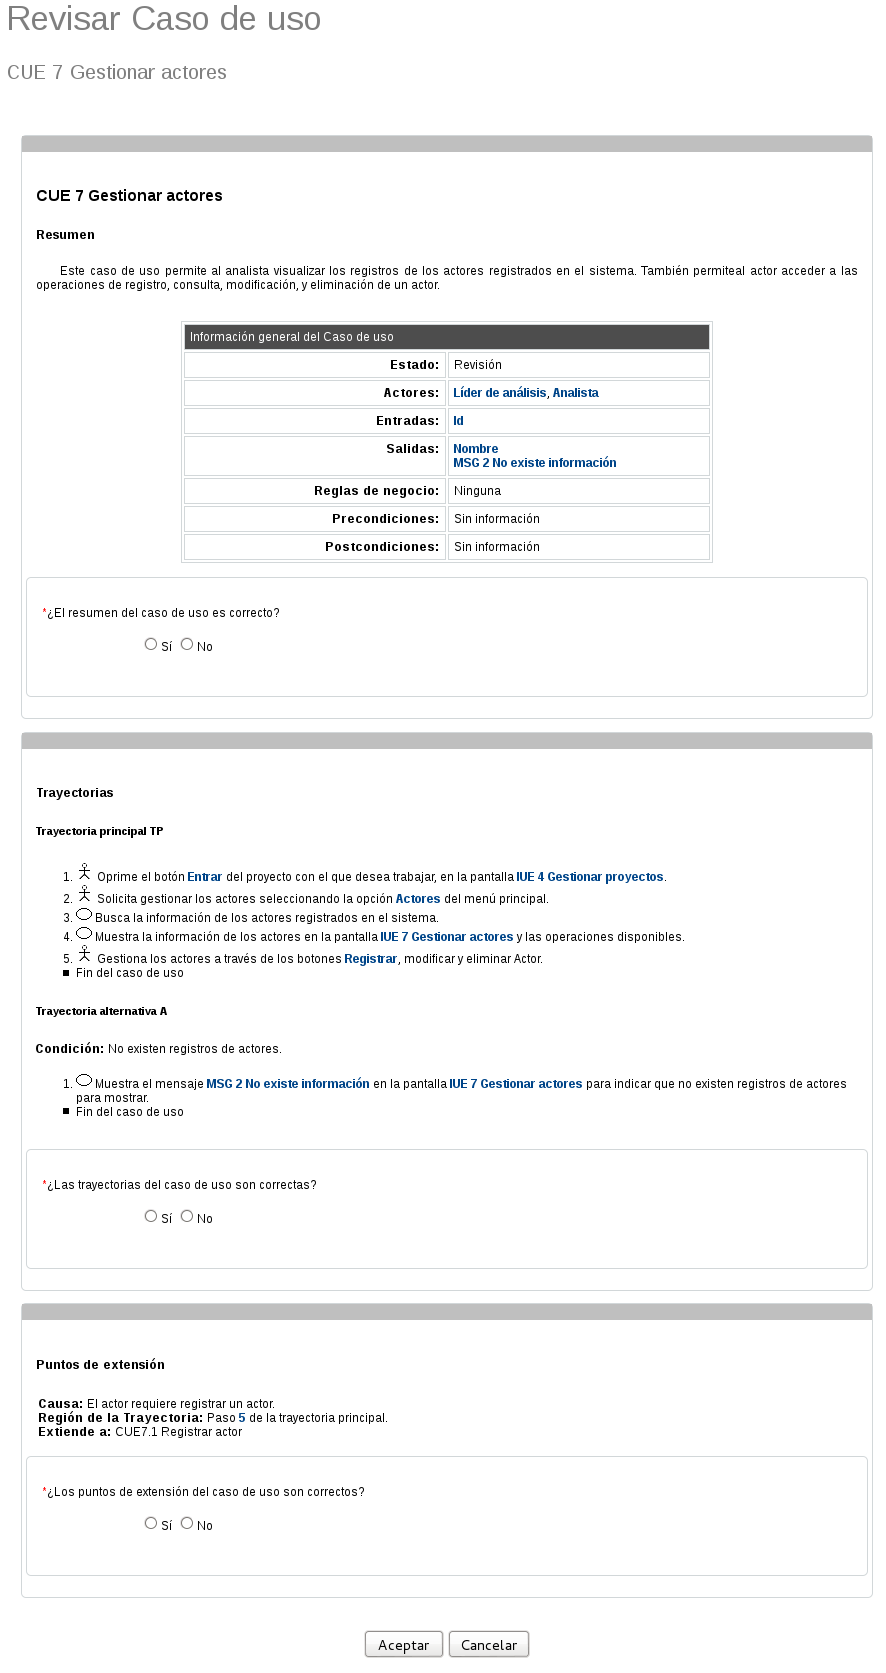 Revisar Caso de uso
CUE 7 Gestionar actores
CUE 7 Gestionar actores
Resumen
Este caso de uso permite al analista visualizar los registros de los actores registrados en el sistema. También permiteal actor acceder a las
operaciones de registro, consulta, modificación, y eliminación de un actor.
Información general del Caso de uso
Estado: Revisión
Actores: Líder de análisis, Analista
Entradas: Id
Salidas: Nombre
MSG 2 No existe información
Reglas de negocio: Ninguna
Precondiciones: Sin información
Postcondiciones: Sin información
*¿El resumen del caso de uso es correcto?
Sí No
Trayectorias
Trayectoria principal TP
1. Oprime el botón Entrar del proyecto con el que desea trabajar, en la pantalla IUE 4 Gestionar proyectos.
2. Solicita gestionar los actores seleccionando la opción Actores del menú principal.
3. Busca la información de los actores registrados en el sistema.
4. Muestra la información de los actores en la pantalla IUE 7 Gestionar actores y las operaciones disponibles.
5. Gestiona los actores a través de los botones Registrar, modificar y eliminar Actor.
Fin del caso de uso
Trayectoria alternativa A
Condición: No existen registros de actores.
1. Muestra el mensaje MSG 2 No existe información en la pantalla IUE 7 Gestionar actores para indicar que no existen registros de actores
para mostrar.
Fin del caso de uso
*¿Las trayectorias del caso de uso son correctas?
Sí No
Puntos de extensión
Causa: El actor requiere registrar un actor.
Región de la Trayectoria: Paso 5 de la trayectoria principal.
Extiende a: CUE7.1 Registrar actor
*¿Los puntos de extensión del caso de uso son correctos?
Sí No
Aceptar Cancelar